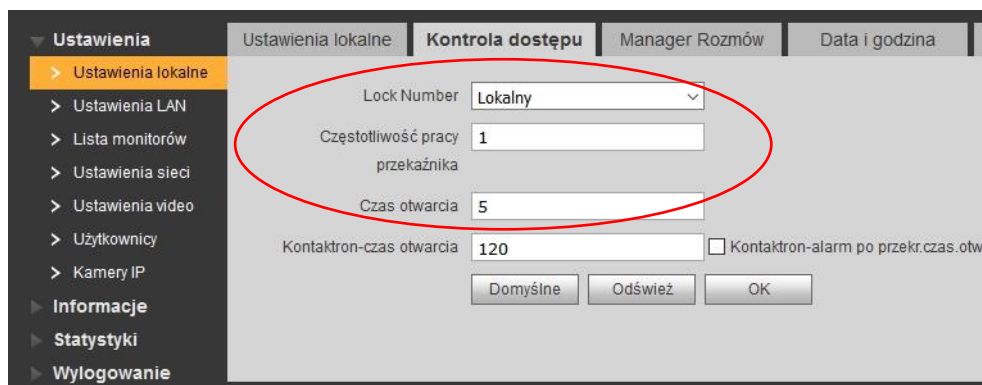 Ustawienia
Ustawienia lokalne
Ustawienia LAN
Lista monitorów
Ustawienia sieci
Ustawienia video
Użytkownicy
Kamery IP
Informacje
Statystyki
Wylogowanie
Ustawienia lokalne Kontrola dostępu Manager Rozmów Data i godzina
Lock Number Lokalny
Częstotliwość pracy 1
przekaźnika
Czas otwarcia 5
Kontaktron-czas otwarcia 120 Kontaktron-alarm po przekr.czas.otw
Domyślne Odśwież OK